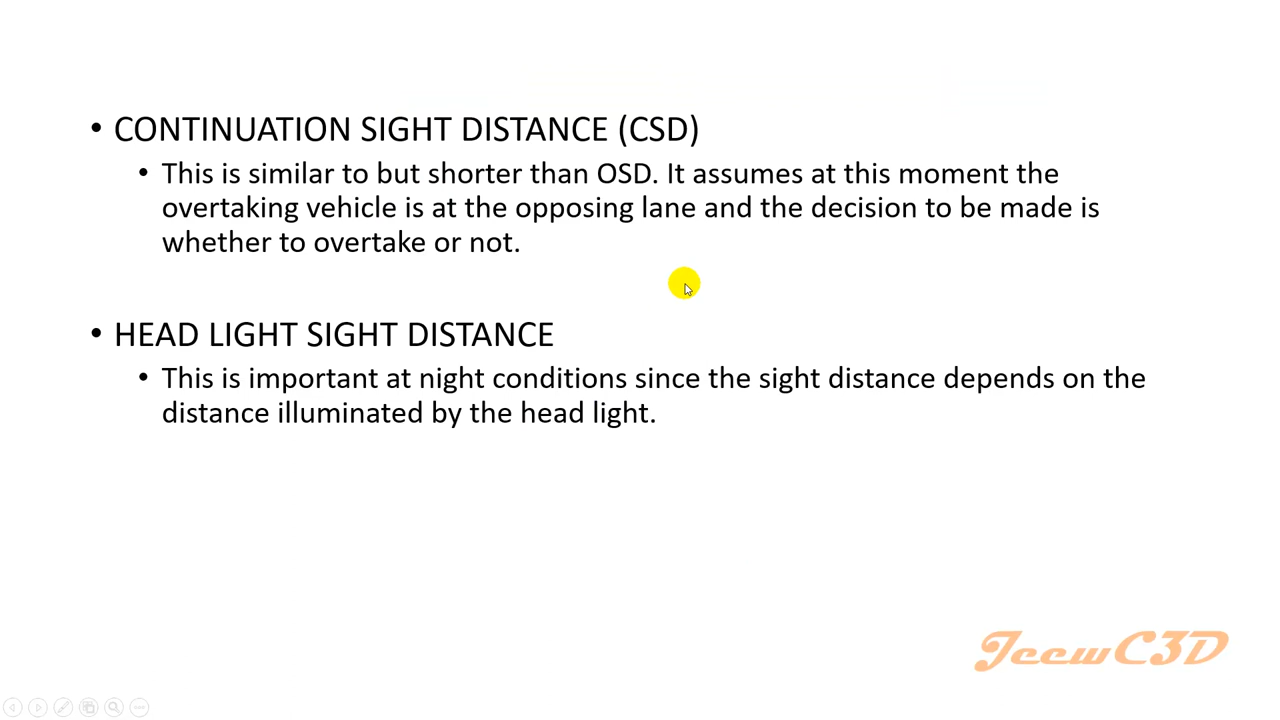 • CONTINUATION SIGHT DISTANCE (CSD)
• This is similar to but shorter than OSD. It assumes at this moment the
overtaking vehicle is at the opposing lane and the decision to be made is
whether to overtake or not.
• HEAD LIGHT SIGHT DISTANCE
• This is important at night conditions since the sight distance depends on the
distance illuminated by the head light.
JeewC3D